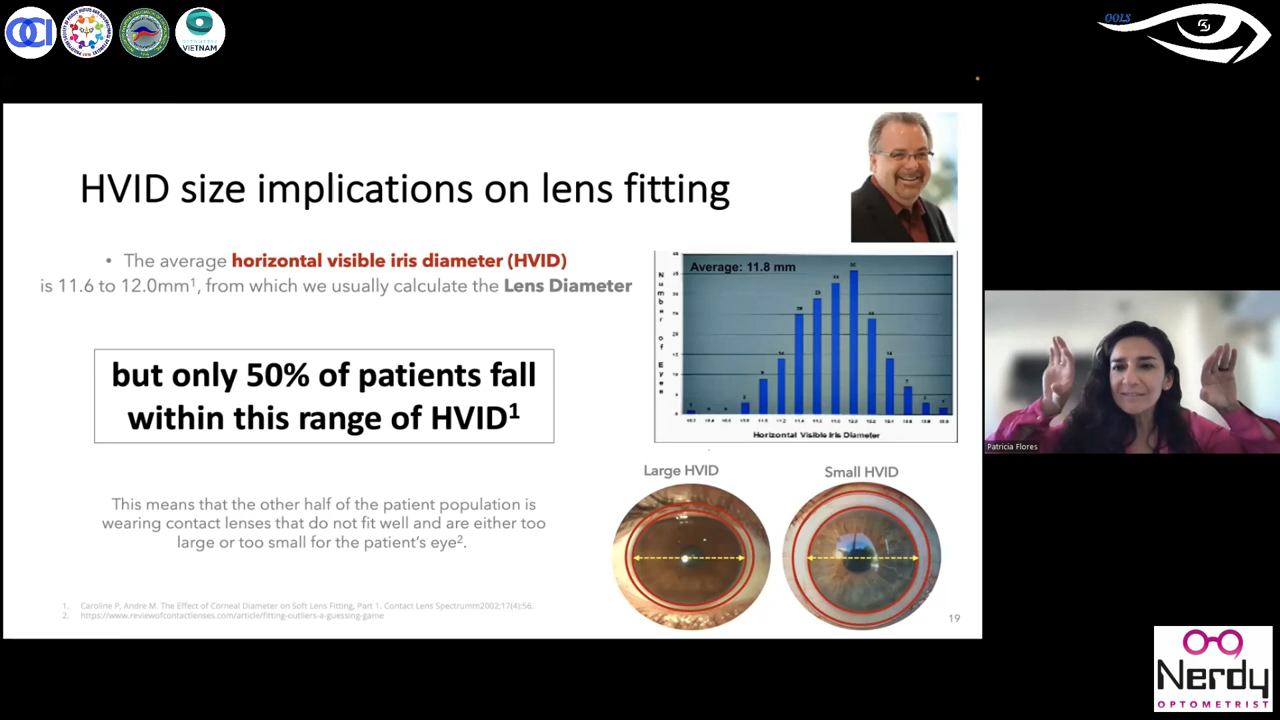 OCI
VIETNAM
OOLS
HVID size implications on lens fitting
• The average horizontal visible iris diameter (HVID)
is 11.6 to 12.0mm¹, from which we usually calculate the Lens Diameter
but only 50% of patients fall
within this range of HVID¹
This means that the other half of the patient population is
wearing contact lenses that do not fit well and are either too
large or too small for the patient's eye².
Average: 11.8 mm
Number of Eyes
Horizontal Visible Iris Diameter
Large HVID
Small HVID
1. Caroline P, Andre M. The Effect of Corneal Diameter on Soft Lens Fitting, Part 1. Contact Lens Spectrumm2002;17(4):56.
2. https://www.reviewofcontactlenses.com/article/fitting-outliers-a-guessing-game
19
Patricia Flores
Nerdy
OPTOMETRIST